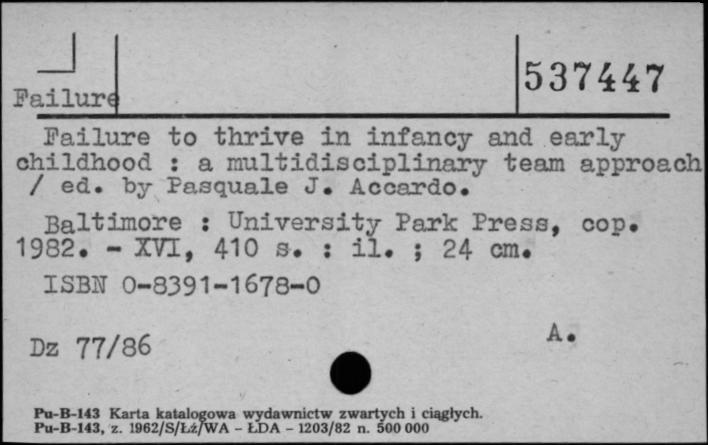 537447
Failure
Failure to thrive in infancy and early
childhood : a multidisciplinary team approach
/ ed. by Pasquale J. Accardo.
Baltimore : University Park Press, cop.
1982. - XVI, 410 s. : il. ; 24 cm.
ISBN 0-8391-1678-0
A.
Dz 77/86
Pu-B-143 Karta katalogowa wydawnictw zwartych i ciągłych.
Pu-B-143, z. 1962/S/Łź/WA - ŁDA - 1203/82 n. 500 000